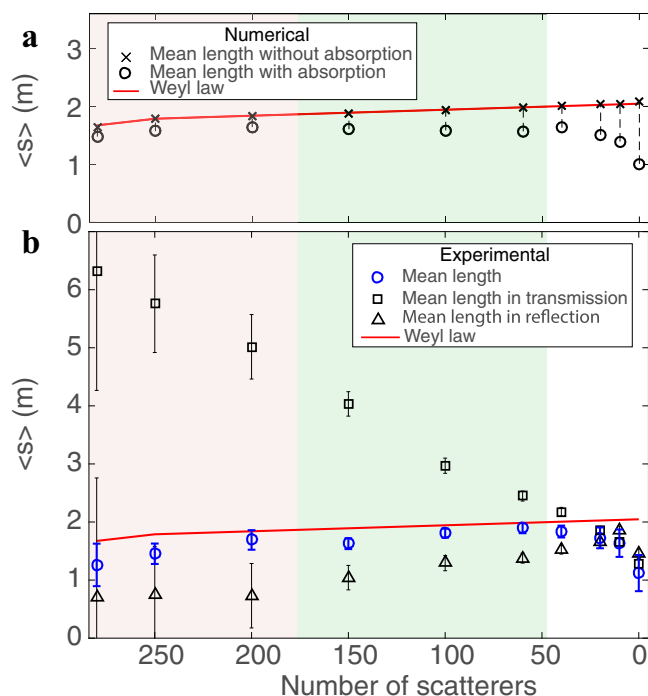 a
Numerical
Mean length without absorption
Mean length with absorption
Weyl law
<s> (m)
3
2
1
0
b
Experimental
Mean length
Mean length in transmission
Mean length in reflection
Weyl law
<s> (m)
6
5
4
3
2
1
0
250 200 150 100 50 0
Number of scatterers